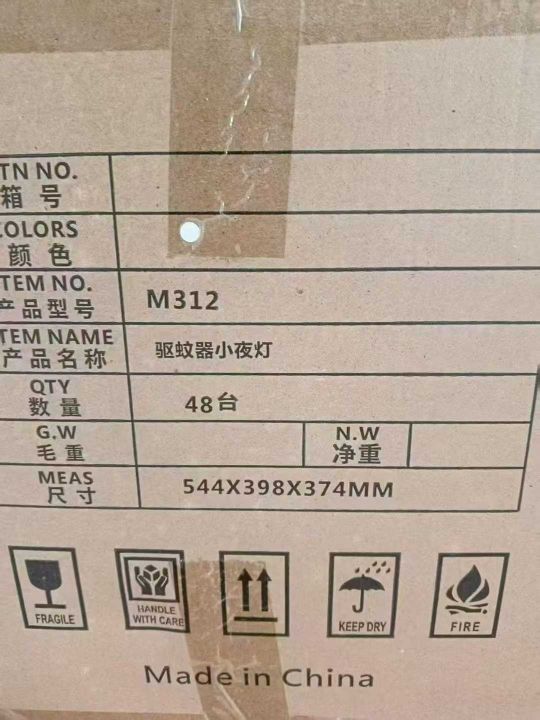 TN NO.
箱 号
COLORS
颜 色
TEM NO.
产品型号
M312
TEM NAME
产品名称
驱蚊器小夜灯
QTY
数 量
48台
G.W
毛 重
N.W
净重
MEAS
尺 寸
544X398X374MM
FRAGILE
HANDLE
WITH CARE
KEEP DRY
FIRE
Made in China